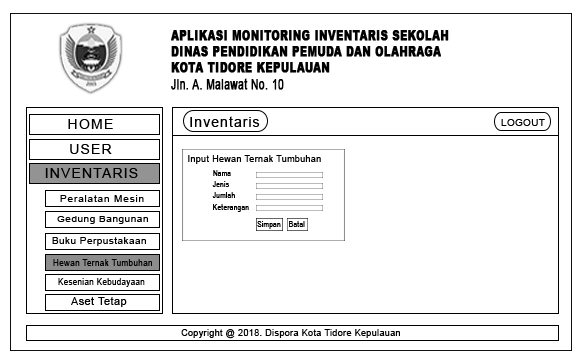 APLIKASI MONITORING INVENTARIS SEKOLAH
DINAS PENDIDIKAN PEMUDA DAN OLAHRAGA
KOTA TIDORE KEPULAUAN
Jln. A. Malawat No. 10
HOME
USER
INVENTARIS
Peralatan Mesin
Gedung Bangunan
Buku Perpustakaan
Hewan Ternak Tumbuhan
Kesenian Kebudayaan
Aset Tetap
Inventaris
LOGOUT
Input Hewan Ternak Tumbuhan
Nama
Jenis
Jumlah
Keterangan
Simpan Batal
Copyright @ 2018. Dispora Kota Tidore Kepulauan